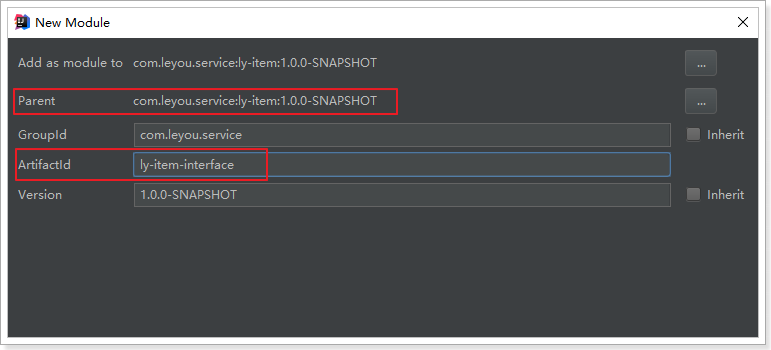 New Module
Add as module to com.leyou.service:ly-item:1.0.0-SNAPSHOT ...
Parent com.leyou.service:ly-item:1.0.0-SNAPSHOT ...
GroupId com.leyou.service Inherit
ArtifactId ly-item-interface
Version 1.0.0-SNAPSHOT Inherit